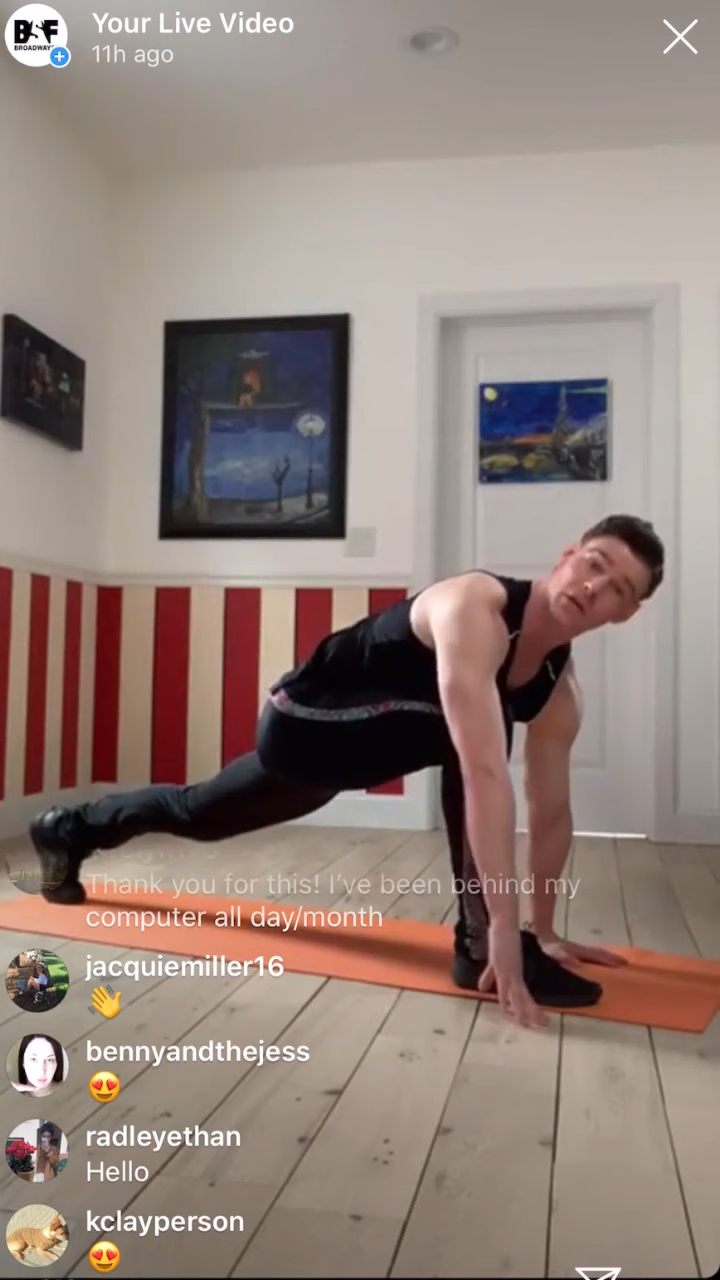 BSF
BROADWAY
Your Live Video
11h ago
Thank you for this! I've been behind my
computer all day/month
jacquiemiller16
👋
bennyandthejess
😍
radleyethan
Hello
kclayperson
😍